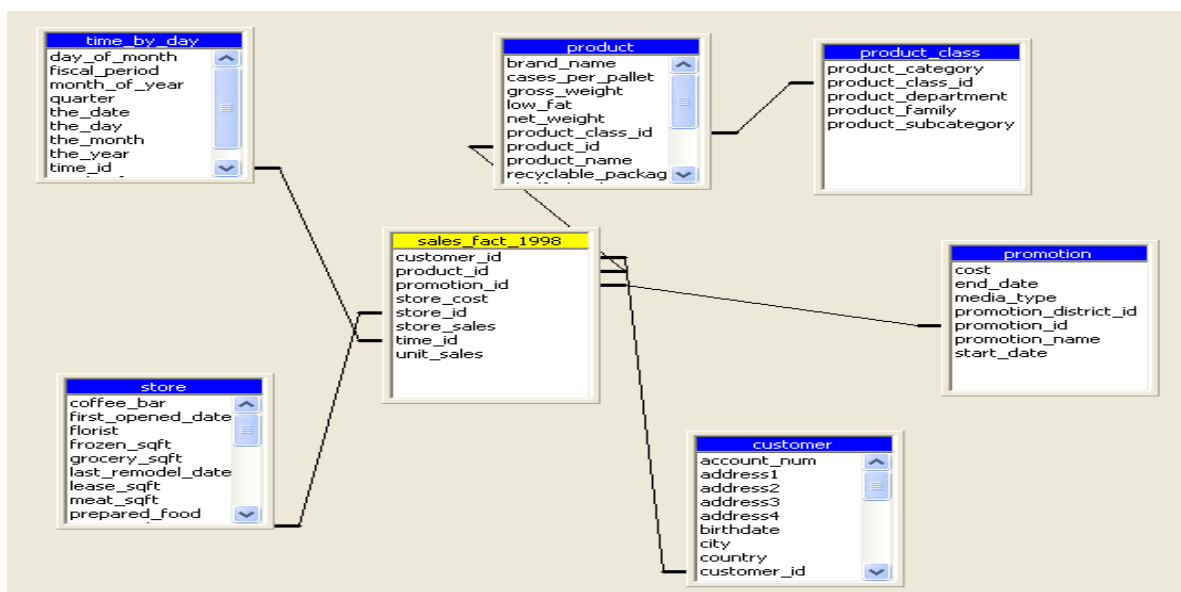 time_by_day
day_of_month
fiscal_period
month_of_year
quarter
the_date
the_day
the_month
the_year
time_id
product
brand_name
cases_per_pallet
gross_weight
low_fat
net_weight
product_class_id
product_id
product_name
recyclable_packag
product_class
product_category
product_class_id
product_department
product_family
product_subcategory
sales_fact_1998
customer_id
product_id
promotion_id
store_cost
store_id
store_sales
time_id
unit_sales
promotion
cost
end_date
media_type
promotion_district_id
promotion_id
promotion_name
start_date
store
coffee_bar
first_opened_date
florist
frozen_sqft
grocery_sqft
last_remodel_date
lease_sqft
meat_sqft
prepared_food
customer
account_num
address1
address2
address3
address4
birthdate
city
country
customer_id